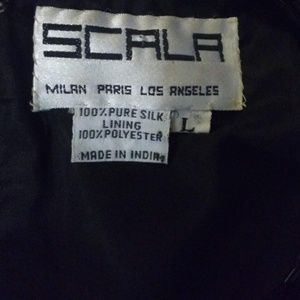 SCALA
MILAN PARIS LOS ANGELES
100% PURE SILK
LINING
100% POLYESTER
L
MADE IN INDIA